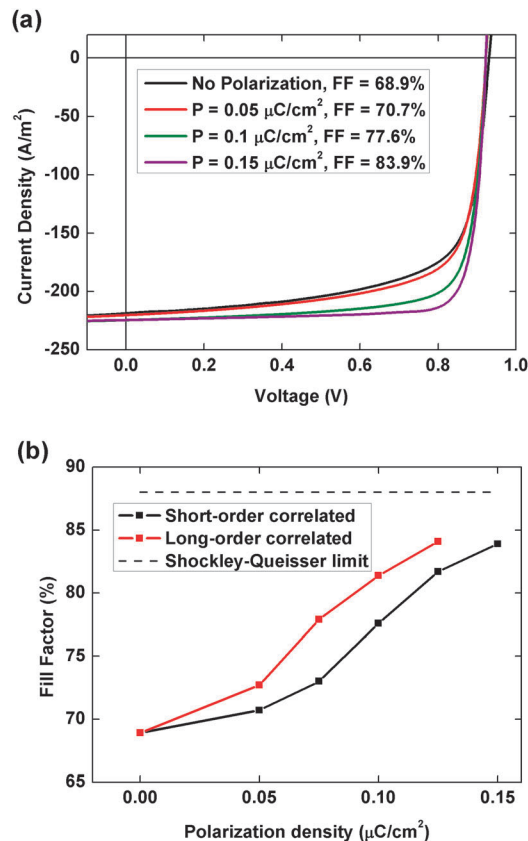 (a)
0
-50
-100
-150
-200
-250
Current Density (A/m²)
No Polarization, FF = 68.9%
P = 0.05 μC/cm², FF = 70.7%
P = 0.1 μC/cm², FF = 77.6%
P = 0.15 μC/cm², FF = 83.9%
0.0 0.2 0.4 0.6 0.8 1.0
Voltage (V)
(b)
90
85
80
75
70
65
Fill Factor (%)
Short-order correlated
Long-order correlated
Shockley-Queisser limit
0.00 0.05 0.10 0.15
Polarization density (μC/cm²)